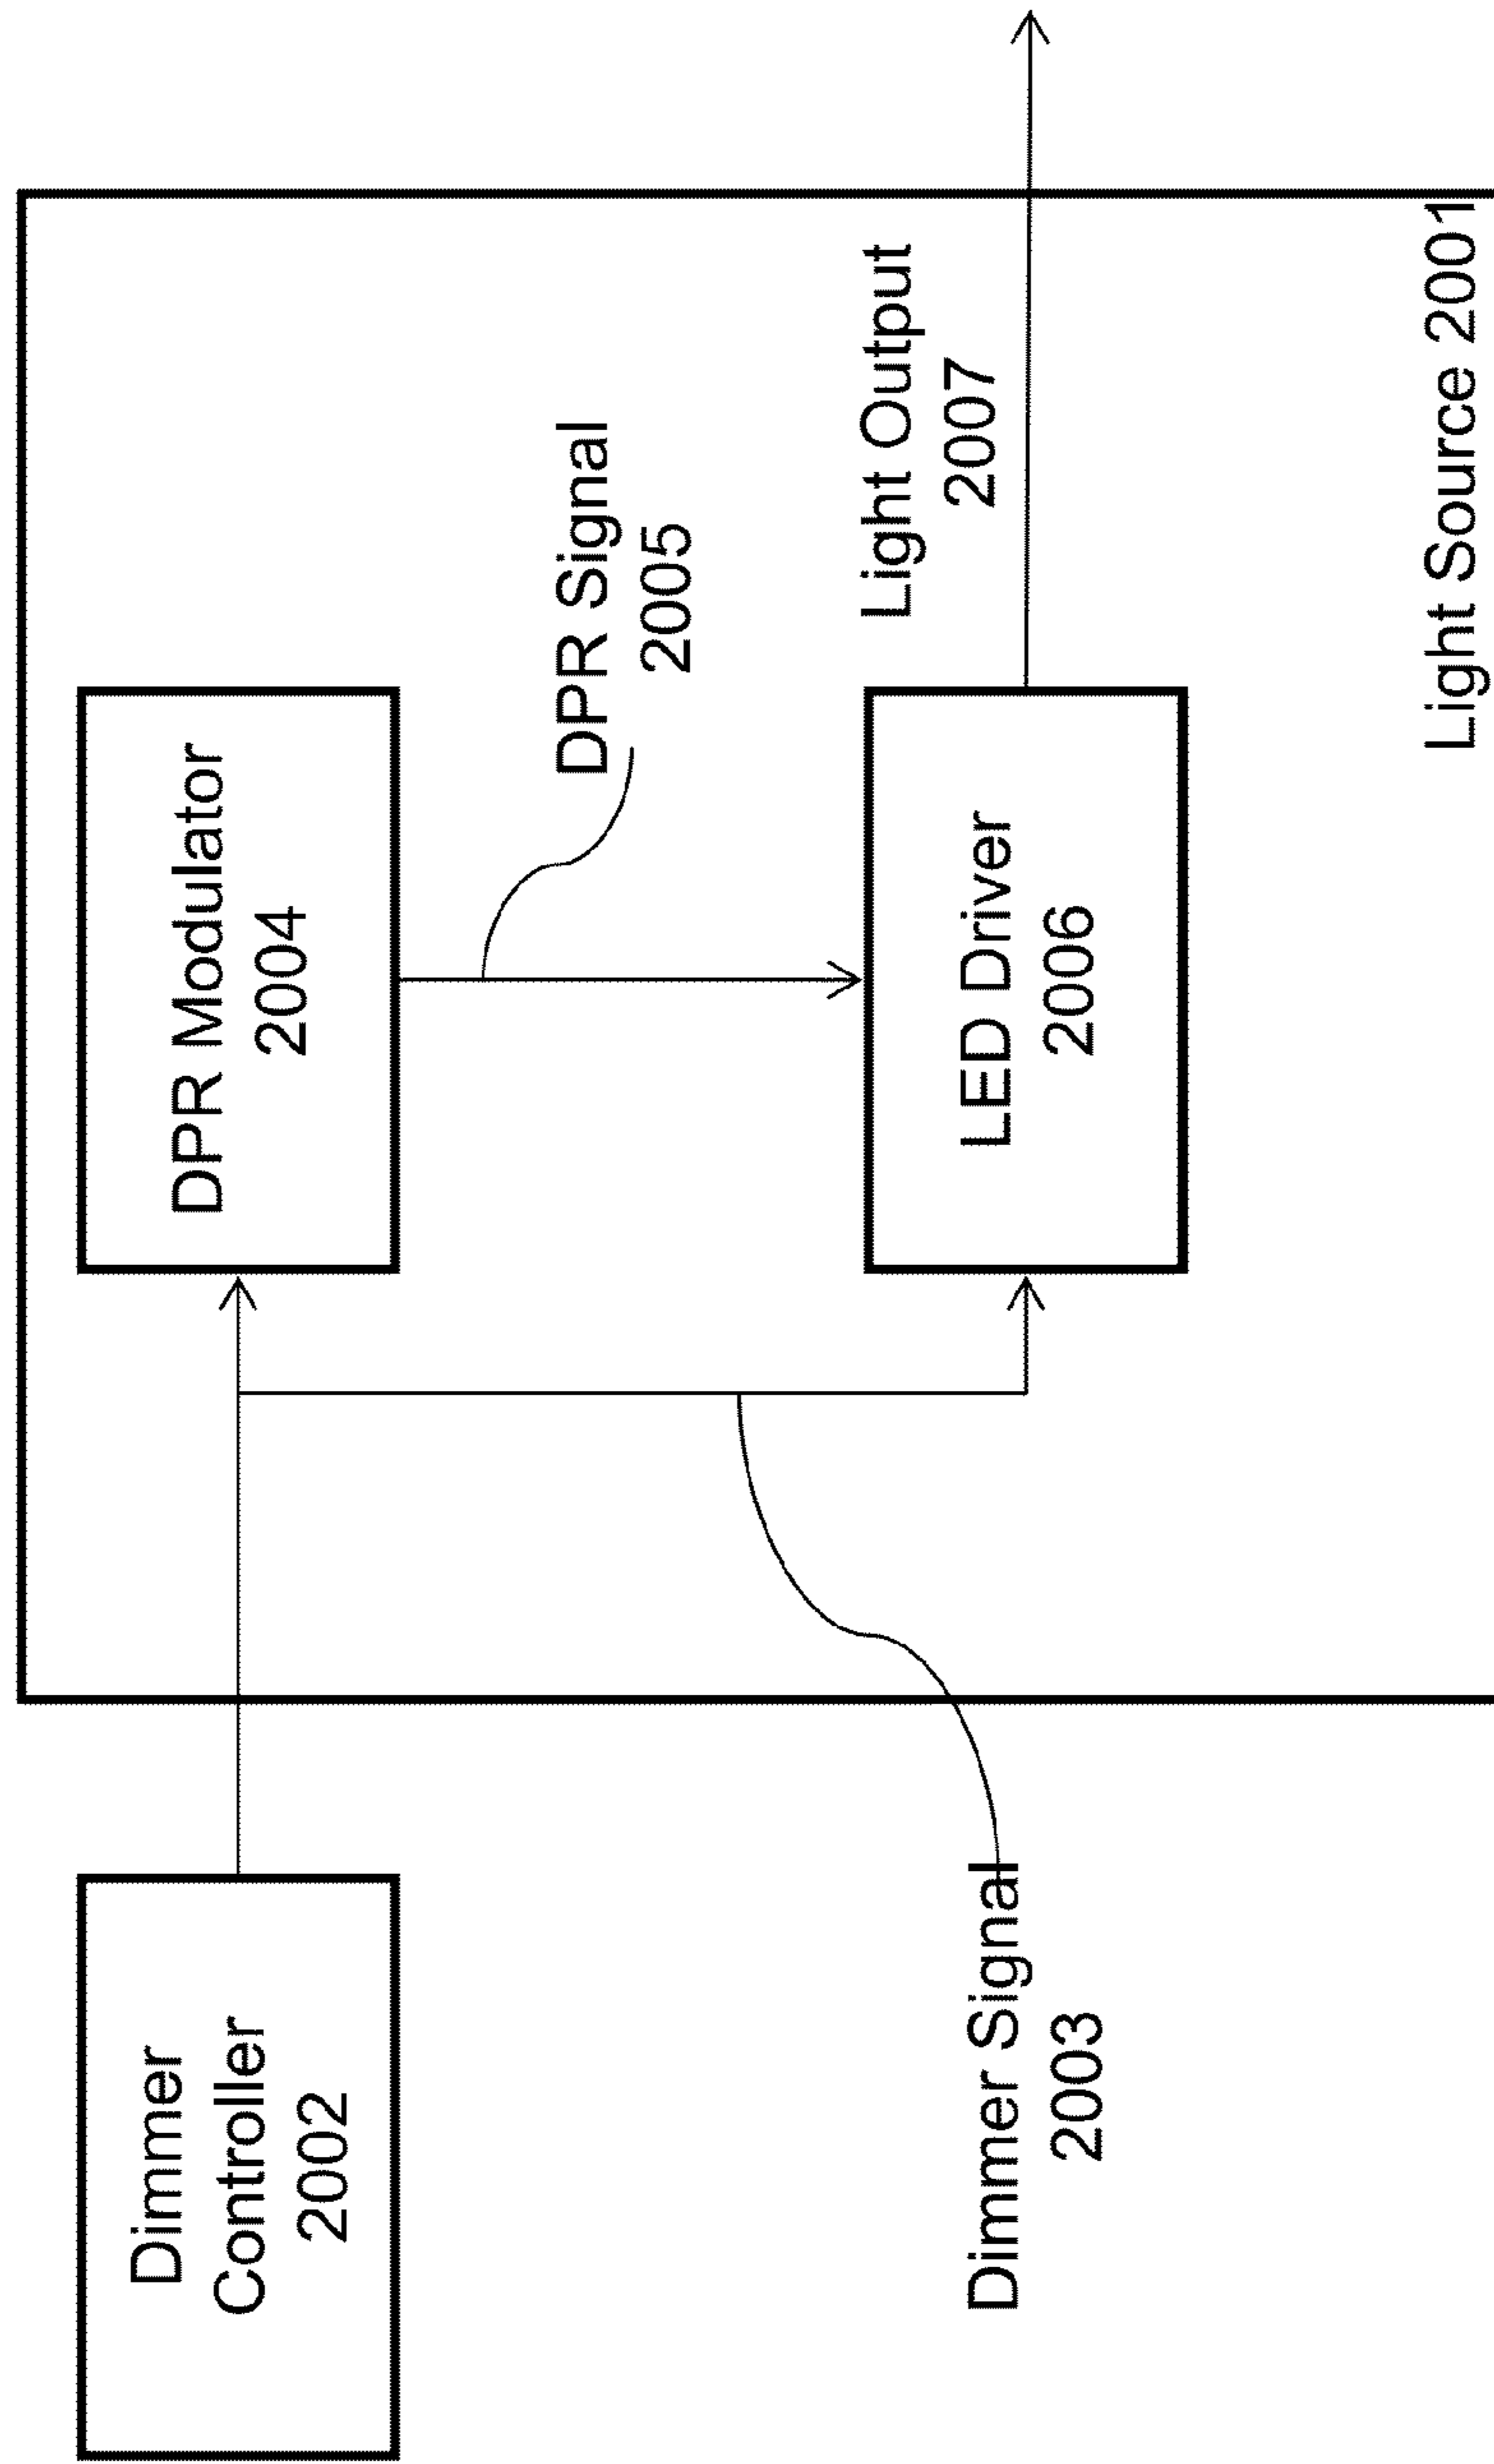 Dimmer
Controller
2002
DPR Modulator
2004
DPR Signal
2005
Dimmer Signal
2003
LED Driver
2006
Light Output
2007
Light Source 2001